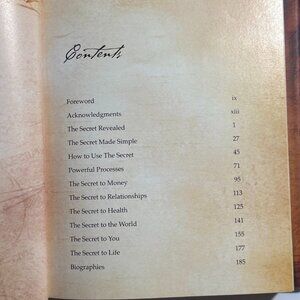 Contents
Foreword ix
Acknowledgments xiii
The Secret Revealed 1
The Secret Made Simple 27
How to Use The Secret 45
Powerful Processes 71
The Secret to Money 95
The Secret to Relationships 113
The Secret to Health 125
The Secret to the World 141
The Secret to You 155
The Secret to Life 177
Biographies 185